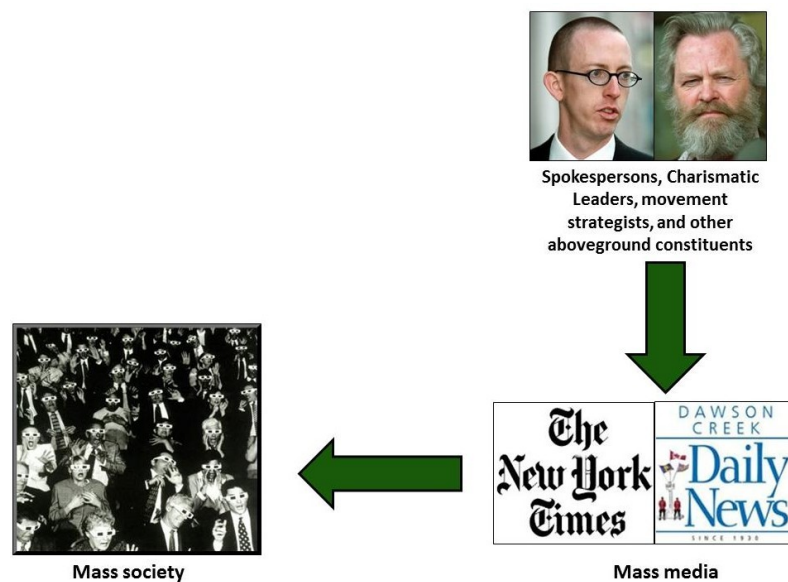 Spokespersons, Charismatic
Leaders, movement
strategists, and other
aboveground constituents
The
New York
Times
DAWSON
CREEK
Daily
News
SINCE 1930
Mass society
Mass media